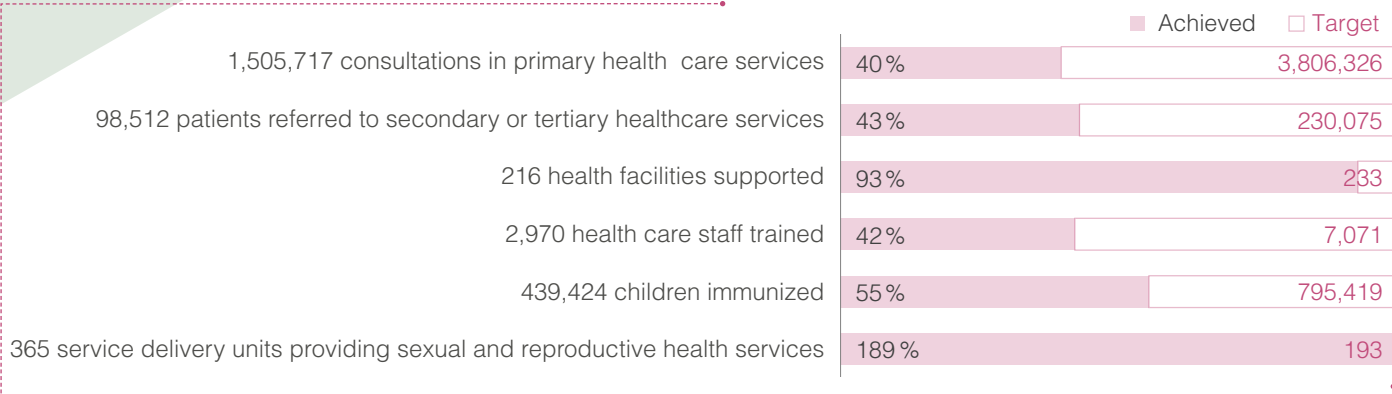 Achieved Target
1,505,717 consultations in primary health care services 40% 3,806,326
98,512 patients referred to secondary or tertiary healthcare services 43% 230,075
216 health facilities supported 93% 233
2,970 health care staff trained 42% 7,071
439,424 children immunized 55% 795,419
365 service delivery units providing sexual and reproductive health services 189% 193